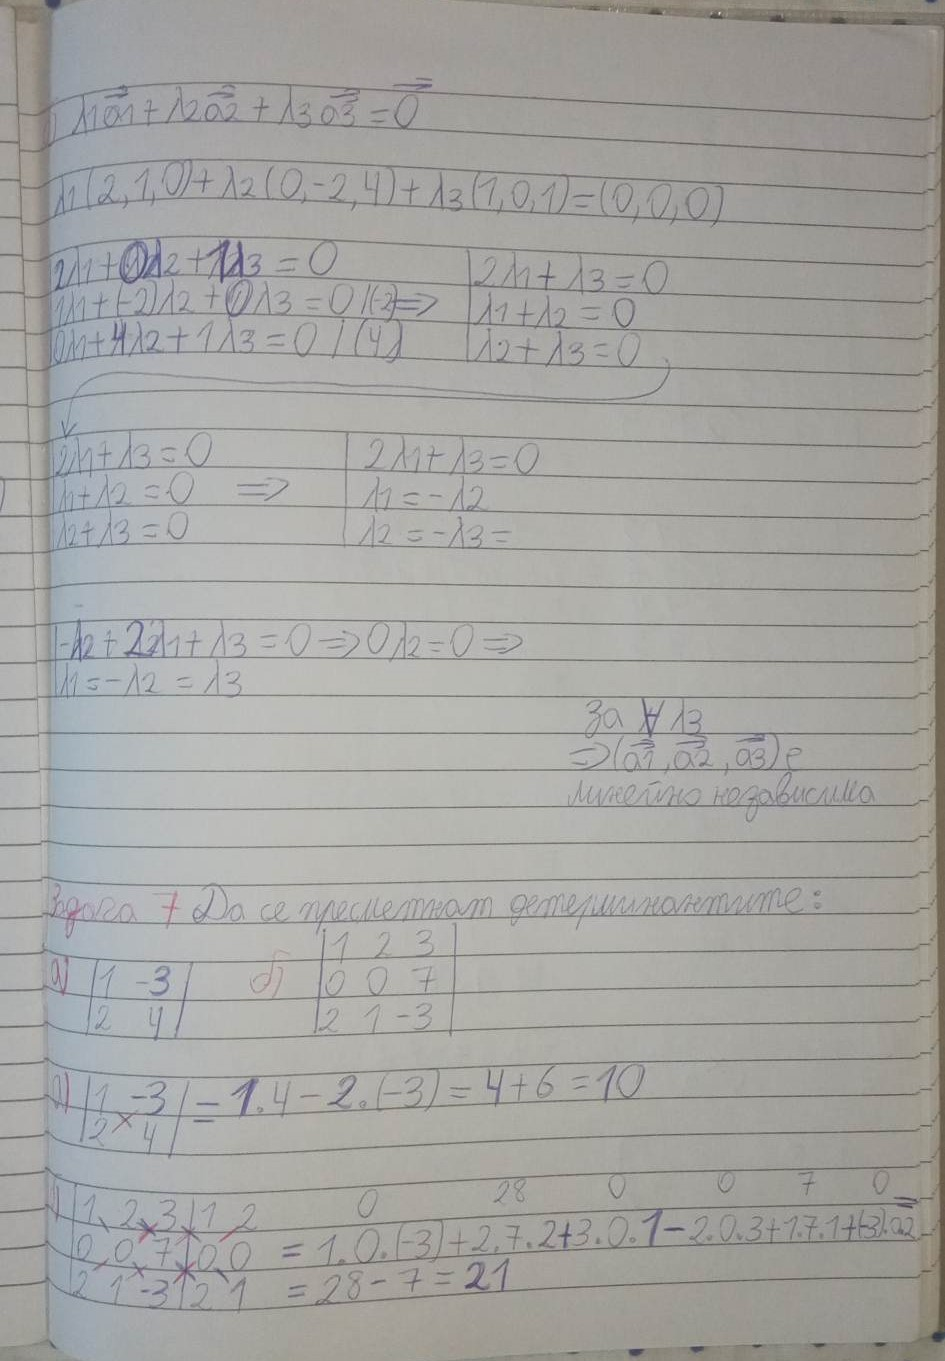 λ1a1 + λ2a2 + λ3a3 = 0
λ1(2,1,0)+λ2(0,-2,4)+λ3(1,0,1)=(0,0,0)
2λ1+0λ2+1λ3=0
1λ1+(-2)λ2+0λ3=0 |(-2) =>
0λ1+4λ2+1λ3=0 |(4)
2λ1+λ3=0
λ1+λ2=0
λ2+λ3=0
2λ1+λ3=0
λ1+λ2=0 =>
λ2+λ3=0
2λ1+λ3=0
λ1=-λ2
λ2=-λ3=
-λ2+2λ1+λ3=0=>0λ2=0=>
λ1=-λ2=λ3
За ∀ λ3
=>(a1,a2,a3) е
линейно независима
Задача 7 Да се пресметнат детерминантите:
а) |1 -3|
|2 4|
б) |1 2 3|
|0 0 7|
|2 1 -3|
а) |1 -3|
|2 4| = 1.4-2.(-3)=4+6=10
0 28 0 0 7 0
|1 2 3| 1 2
|0 0 7| 0 0 = 1.0.(-3)+2.7.2+3.0.1-2.0.3+1.7.1+(-3).0.2
|2 1 -3| 2 1 = 28-7=21